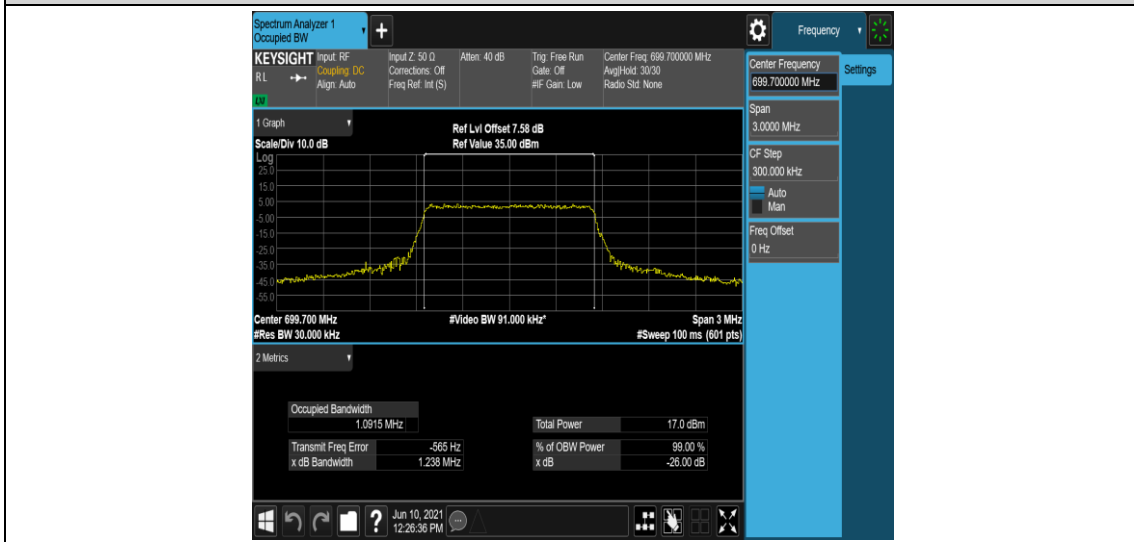 Spectrum Analyzer 1
Occupied BW
Frequency
KEYSIGHT
RL
LNI
Input: RF
Coupling: DC
Align: Auto
Input Z: 50 Ω
Corrections: Off
Freq Ref: Int (S)
Atten: 40 dB
Trig: Free Run
Gate: Off
#IF Gain: Low
Center Freq: 699.700000 MHz
Avg|Hold: 30/30
Radio Std: None
Center Frequency
699.700000 MHz
Settings
Span
3.0000 MHz
CF Step
300.000 kHz
Auto
Man
Freq Offset
0 Hz
1 Graph
Scale/Div 10.0 dB
Ref Lvl Offset 7.58 dB
Ref Value 35.00 dBm
Log
25.0
15.0
5.00
-5.00
-15.0
-25.0
-35.0
-45.0
-55.0
Center 699.700 MHz
#Video BW 91.000 kHz*
Span 3 MHz
#Res BW 30.000 kHz
#Sweep 100 ms (601 pts)
2 Metrics
Occupied Bandwidth
1.0915 MHz
Total Power 17.0 dBm
Transmit Freq Error -565 Hz
% of OBW Power 99.00 %
x dB Bandwidth 1.238 MHz
x dB -26.00 dB
Jun 10, 2021
12:26:36 PM